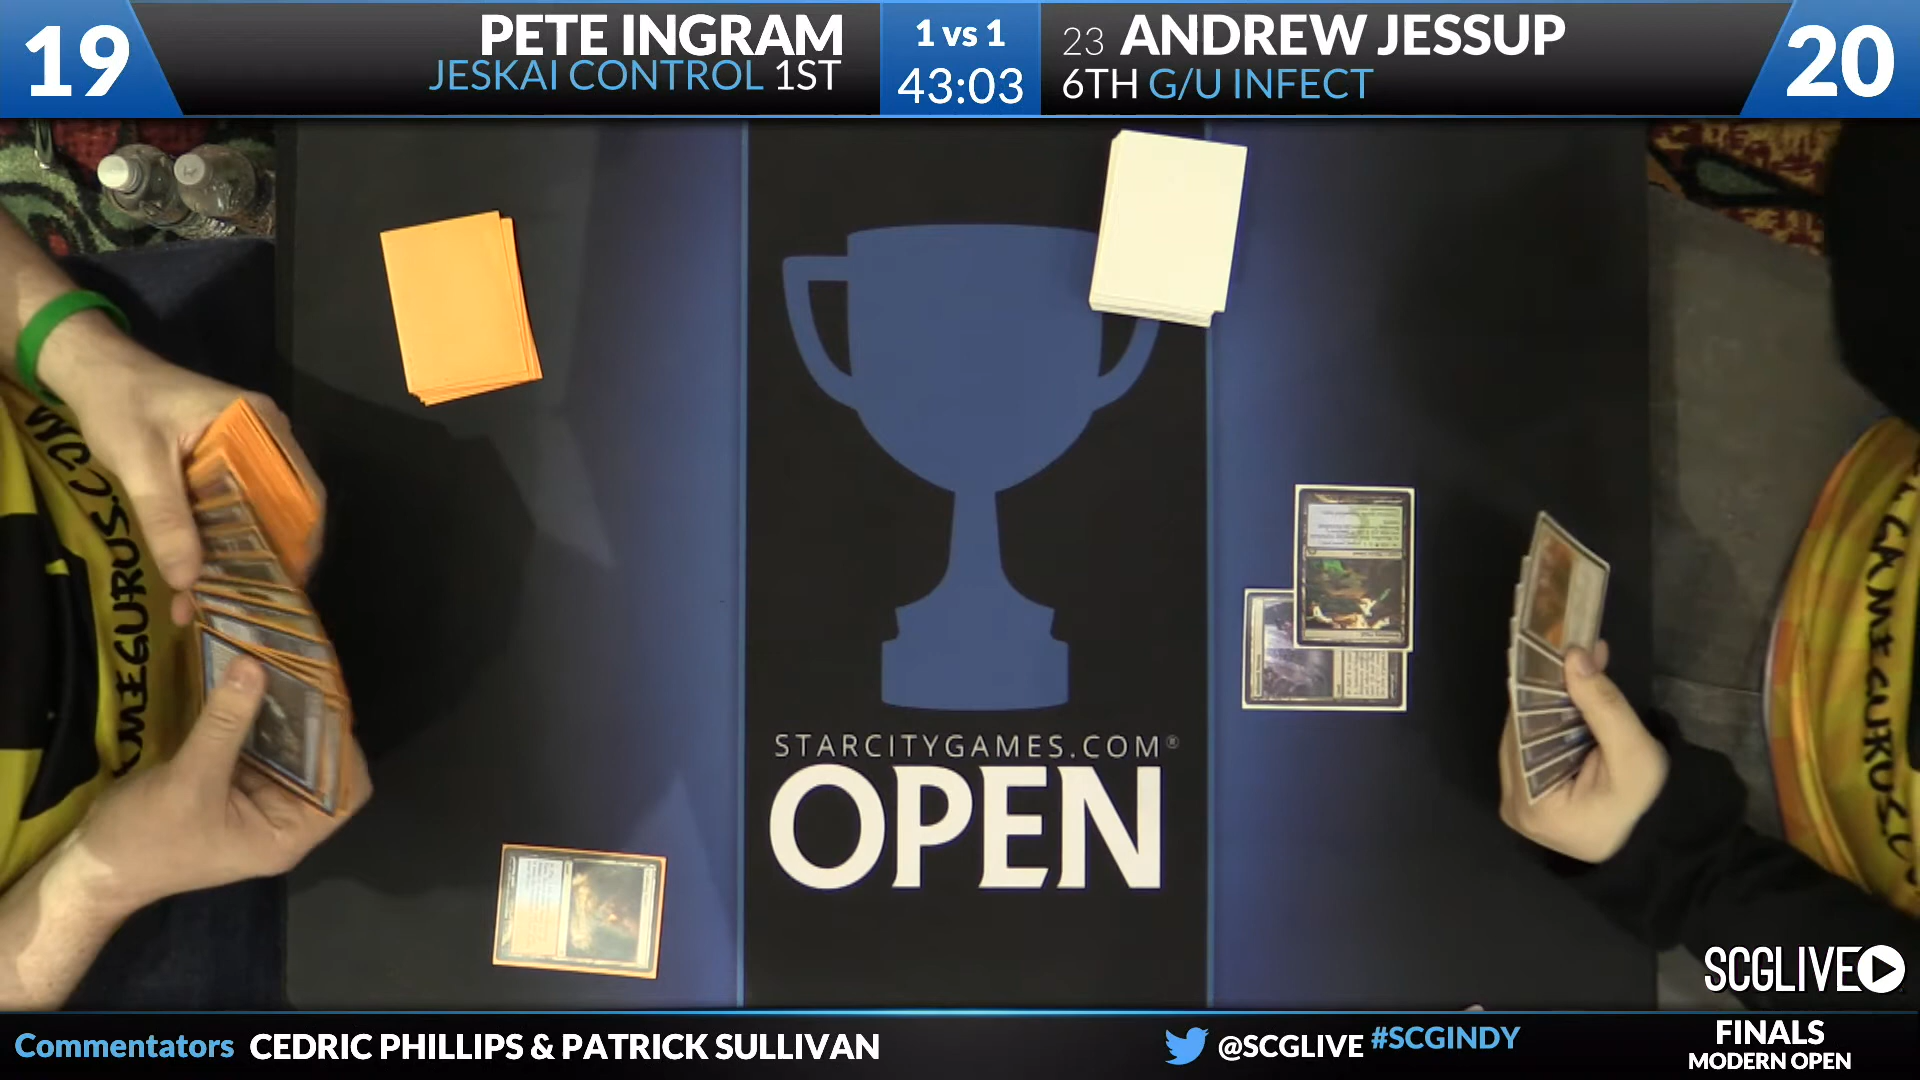 19
PETE INGRAM
JESKAI CONTROL 1ST
1 vs 1
43:03
23 ANDREW JESSUP
6TH G/U INFECT
20
STARCITYGAMES.COM®
OPEN
SCGLIVE
Commentators CEDRIC PHILLIPS & PATRICK SULLIVAN
@SCGLIVE #SCGINDY
FINALS
MODERN OPEN